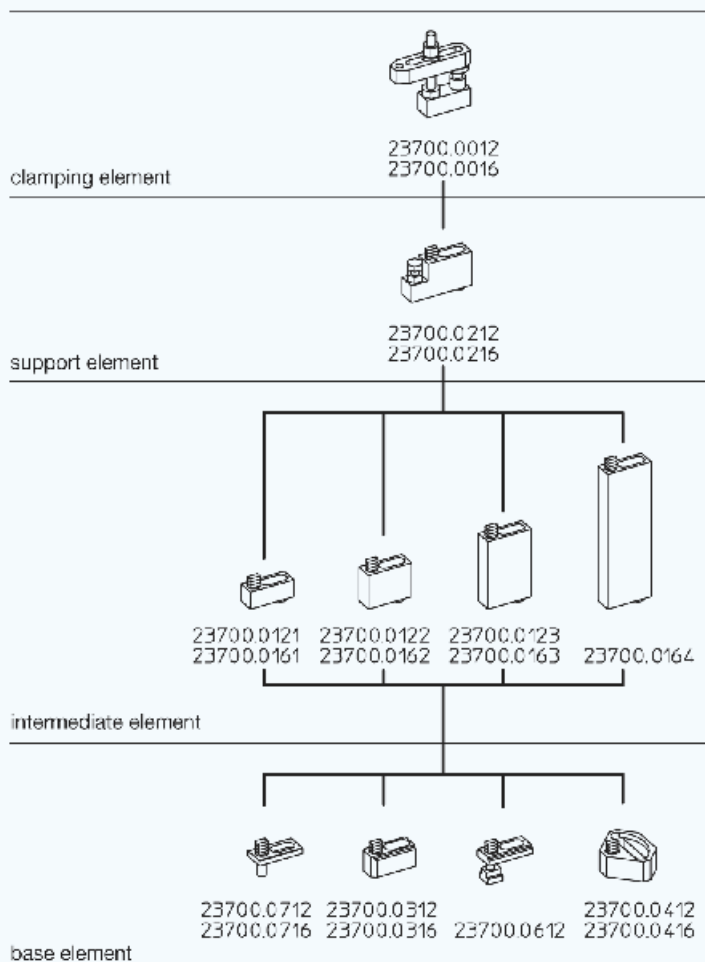 23700.0012
23700.0016
clamping element
23700.0212
23700.0216
support element
23700.0121 23700.0122 23700.0123
23700.0161 23700.0162 23700.0163 23700.0164
intermediate element
23700.0712 23700.0312 23700.0412
23700.0716 23700.0316 23700.0612 23700.0416
base element